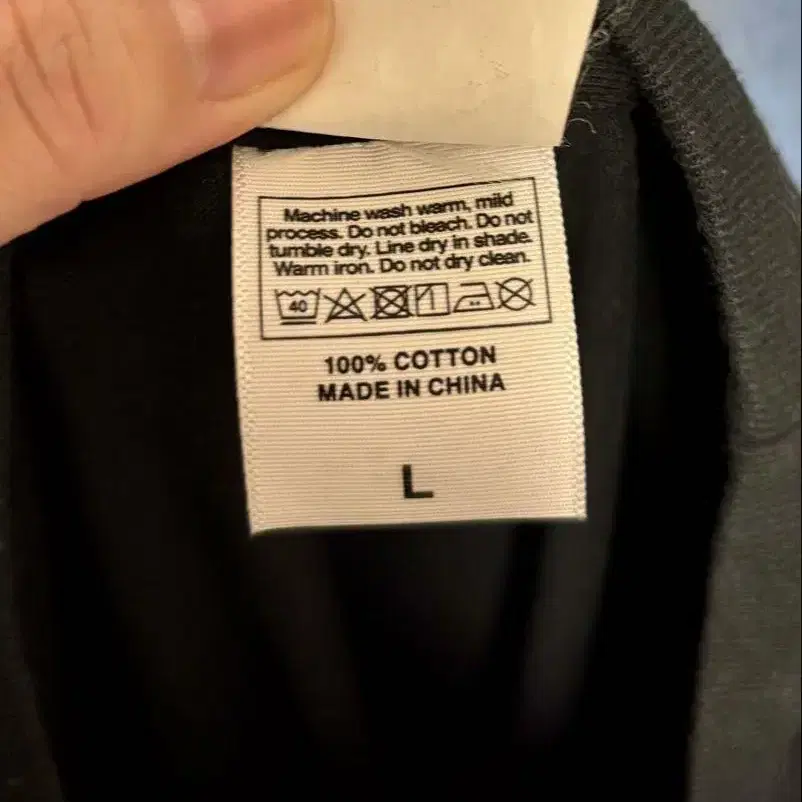 Machine wash warm, mild
process. Do not bleach. Do not
tumble dry. Line dry in shade.
Warm iron. Do not dry clean.
40
100% COTTON
MADE IN CHINA
L